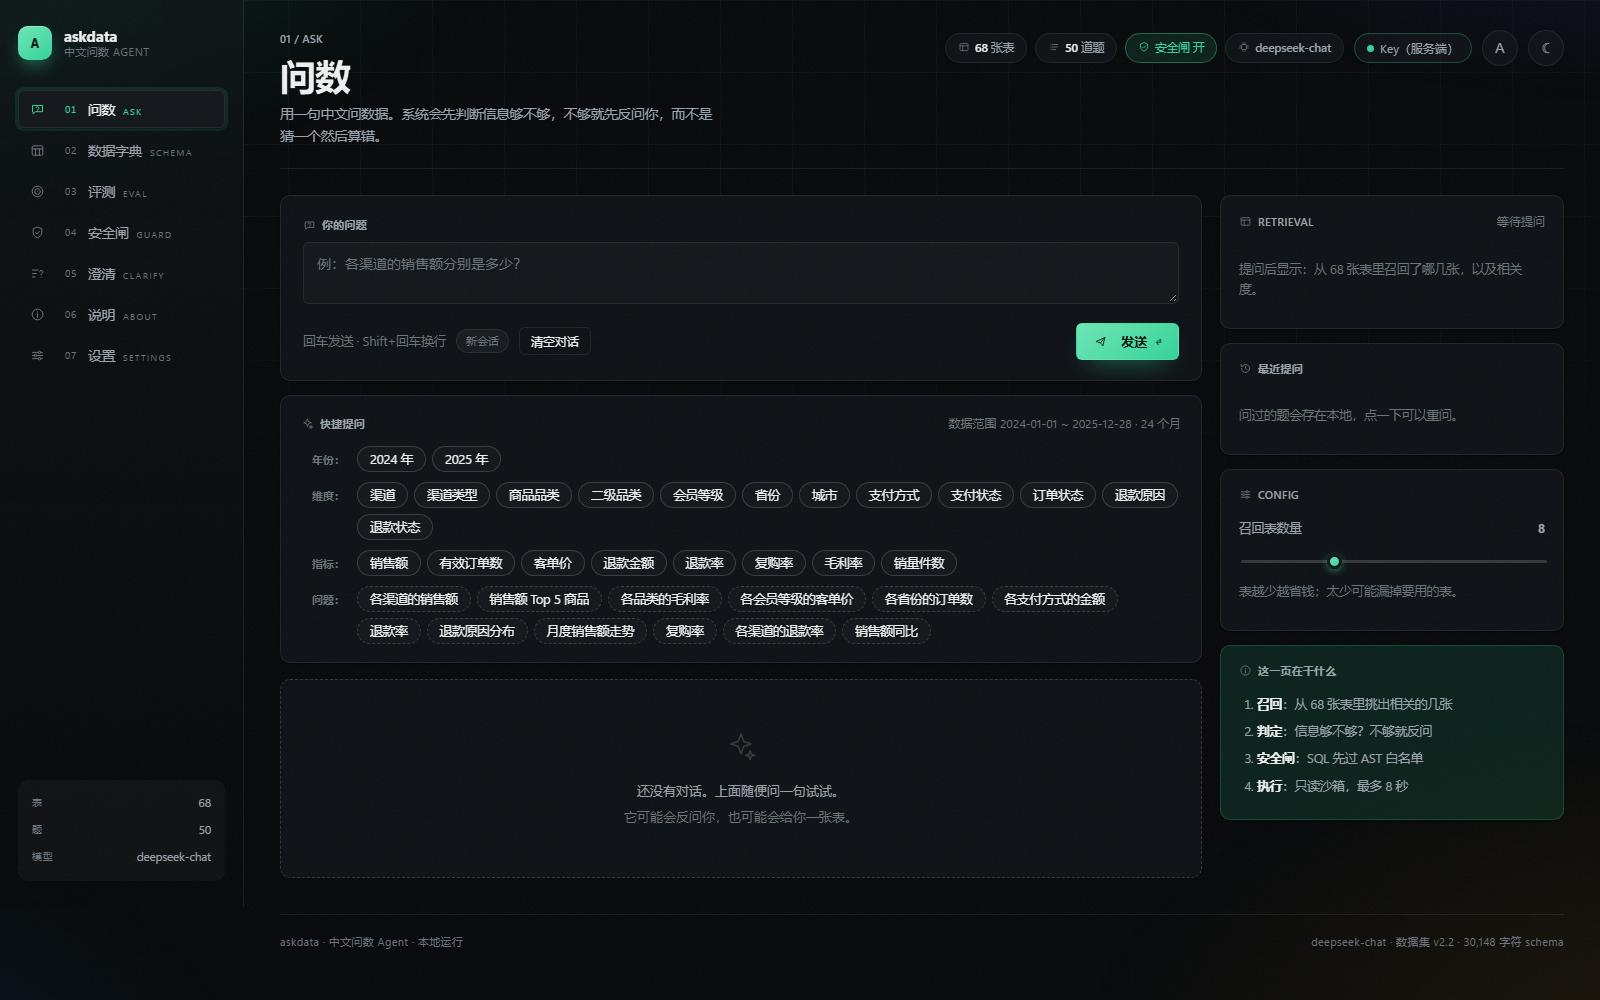 A
askdata
中文问数 AGENT
01 问数 ASK
02 数据字典 SCHEMA
03 评测 EVAL
04 安全闸 GUARD
05 澄清 CLARIFY
06 说明 ABOUT
07 设置 SETTINGS
表 68
题 50
模型 deepseek-chat
01 / ASK
问数
用一句中文问数据。系统会先判断信息够不够，不够就先反问你，而不是
猜一个然后算错。
68 张表
50 道题
安全闸 开
deepseek-chat
Key（服务端）
A
你的问题
例：各渠道的销售额分别是多少？
回车发送 · Shift+回车换行
新会话
清空对话
发送
快捷提问
数据范围 2024-01-01 ~ 2025-12-28 · 24 个月
年份： 2024 年 2025 年
维度： 渠道 渠道类型 商品品类 二级品类 会员等级 省份 城市 支付方式 支付状态 订单状态 退款原因
退款状态
指标： 销售额 有效订单数 客单价 退款金额 退款率 复购率 毛利率 销量件数
问题： 各渠道的销售额 销售额 Top 5 商品 各品类的毛利率 各会员等级的客单价 各省份的订单数 各支付方式的金额
退款率 退款原因分布 月度销售额走势 复购率 各渠道的退款率 销售额同比
还没有对话。上面随便问一句试试。
它可能会反问你，也可能会给你一张表。
RETRIEVAL
等待提问
提问后显示：从 68 张表里召回了哪几张，以及相关
度。
最近提问
问过的题会存在本地，点一下可以重问。
CONFIG
召回表数量 8
表越少越省钱；太少可能漏掉要用的表。
这一页在干什么
1. 召回：从 68 张表里挑出相关的几张
2. 判定：信息够不够？不够就反问
3. 安全闸：SQL 先过 AST 白名单
4. 执行：只读沙箱，最多 8 秒
askdata · 中文问数 Agent · 本地运行
deepseek-chat · 数据集 v2.2 · 30,148 字符 schema